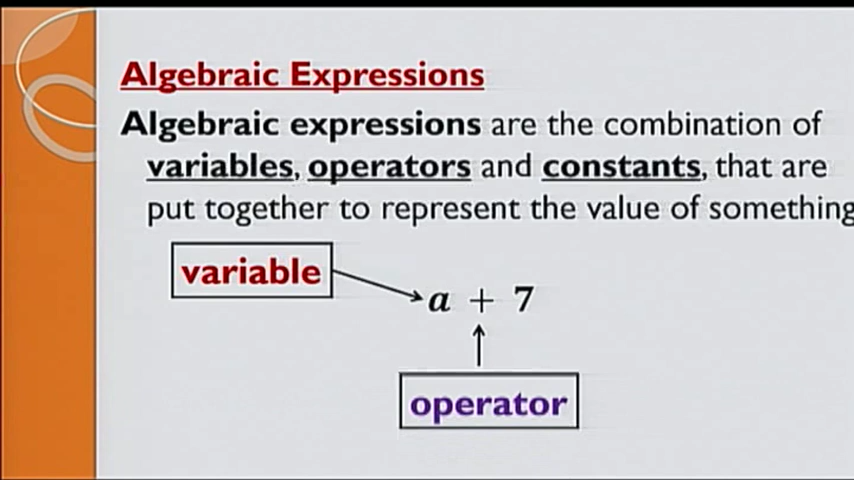 Algebraic Expressions
Algebraic expressions are the combination of
variables, operators and constants, that are
put together to represent the value of something
variable
a + 7
operator